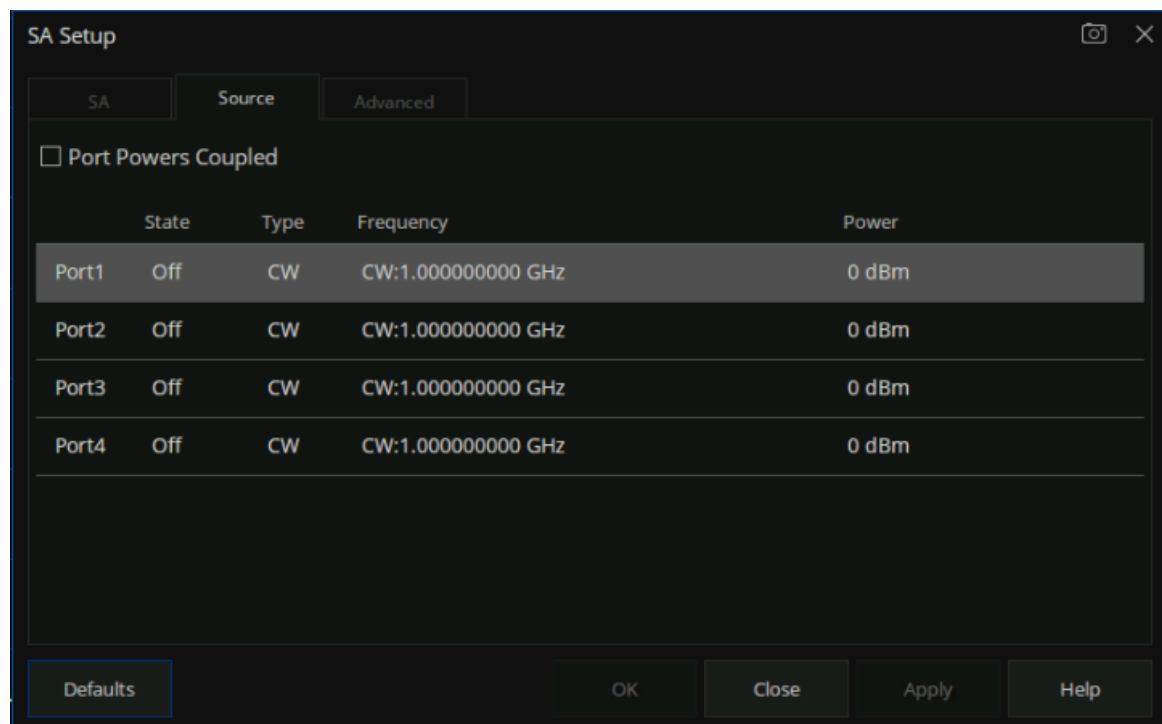 SA Setup
SA Source Advanced
Port Powers Coupled
State Type Frequency Power
Port1 Off CW CW:1.000000000 GHz 0 dBm
Port2 Off CW CW:1.000000000 GHz 0 dBm
Port3 Off CW CW:1.000000000 GHz 0 dBm
Port4 Off CW CW:1.000000000 GHz 0 dBm
Defaults OK Close Apply Help